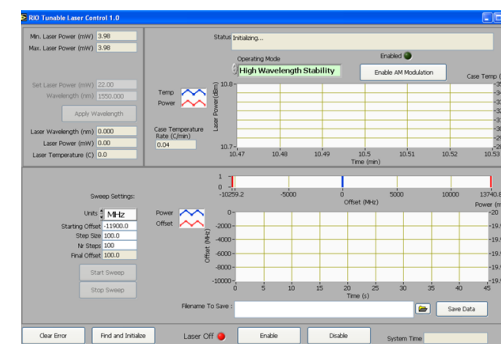 RIO Tunable Laser Control 1.0
Min. Laser Power (mW) 3.98
Max. Laser Power (mW) 3.98
Set Laser Power (mW) 22.00
Wavelength (nm) 1550.000
Apply Wavelength
Laser Wavelength (nm) 0.000
Laser Power (mW) 0.00
Laser Temperature (C) 0.0
Status Initializing...
Operating Mode
High Wavelength Stability
Enabled
Enable AM Modulation
Temp
Power
Case Temperature
Rate (C/min)
0.04
Laser Power(dBm)
10.8
10.7
10.47 10.48 10.49 10.50 10.51 10.52 10.53
Time (min)
Case Temp (
Sweep Settings:
Units MHz
Starting Offset -11900.0
Step Size 100.0
Nr Steps 100
Final Offset 100.0
Start Sweep
Stop Sweep
1
0
-10259.2 -5000 0 5000 10000 13740.8
Offset (MHz)
Power
Offset
Power (m
Offset (MHz)
0
-2000
-4000
-6000
-8000
-10000
-20
-19.
-19.
-19.
-19.
0 5 10 15 20 25 30 35 40 45
Time (s)
Filename To Save :
Save Data
Clear Error
Find and Initialize
Laser Off
Enable
Disable
System Time